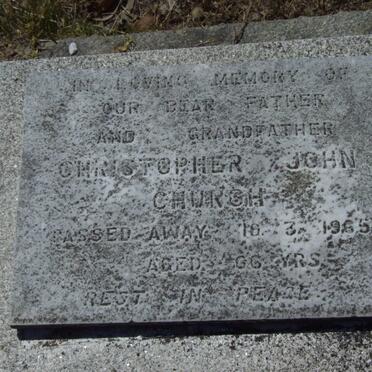 IN LOVING MEMORY OF
OUR DEAR FATHER
AND GRANDFATHER
CHRISTOPHER JOHN
CHURCH
PASSED AWAY 3. 1965
AGED 66 YRS.
REST IN PEACE